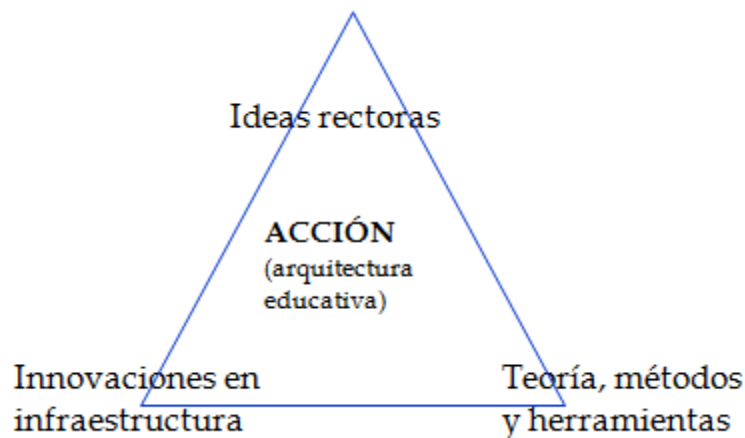 Ideas rectoras
ACCIÓN
(arquitectura
educativa)
Innovaciones en
infraestructura
Teoría, métodos
y herramientas